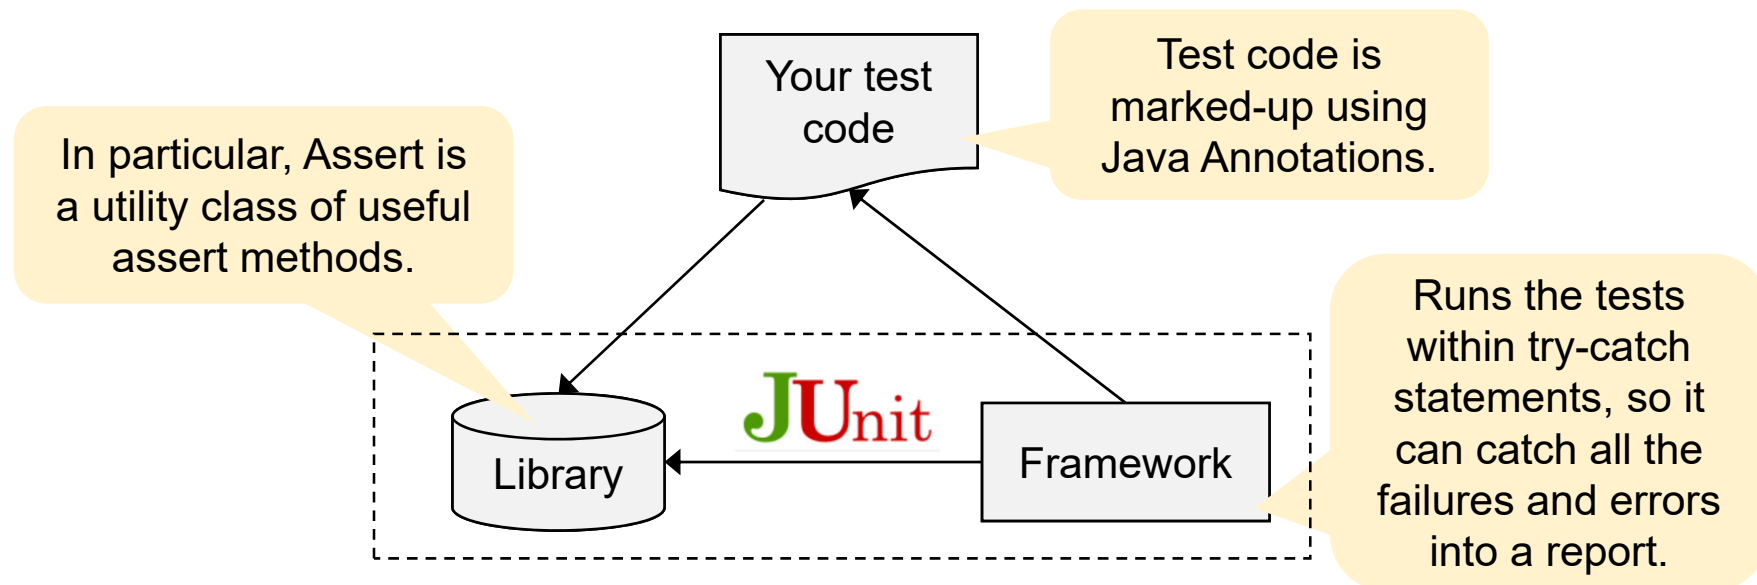 Your test
code
Test code is
marked-up using
Java Annotations.
In particular, Assert is
a utility class of useful
assert methods.
Runs the tests
within try-catch
statements, so it
can catch all the
failures and errors
into a report.
JUnit
Library
Framework